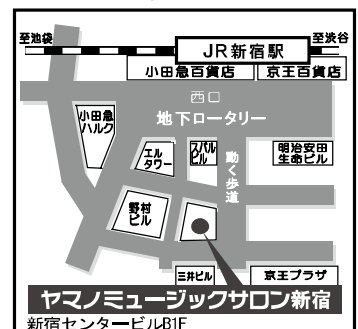 至池袋
至渋谷
JR新宿駅
小田急百貨店
京王百貨店
西口
地下ロータリー
小田急
ハルク
エル
タワー
スバル
ビル
動く歩道
明治安田
生命ビル
野村
ビル
三井ビル
京王プラザ
ヤマノミュージックサロン新宿
新宿センタービルB1F